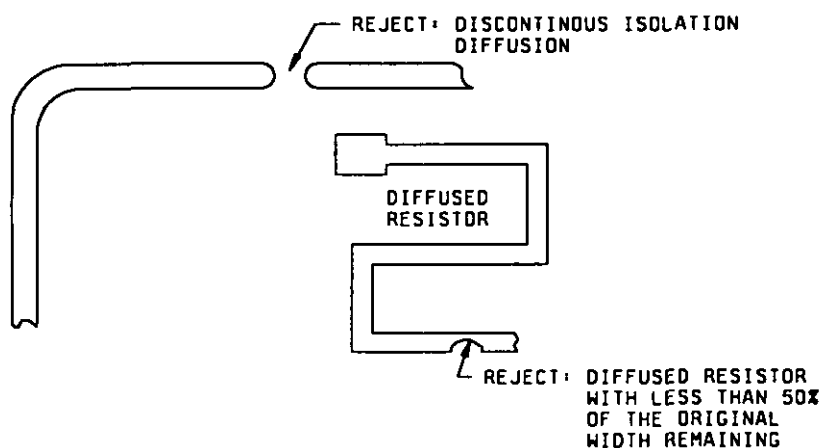 REJECT: DISCONTINOUS ISOLATION
DIFFUSION
DIFFUSED
RESISTOR
REJECT: DIFFUSED RESISTOR
WITH LESS THAN 50%
OF THE ORIGINAL
WIDTH REMAINING